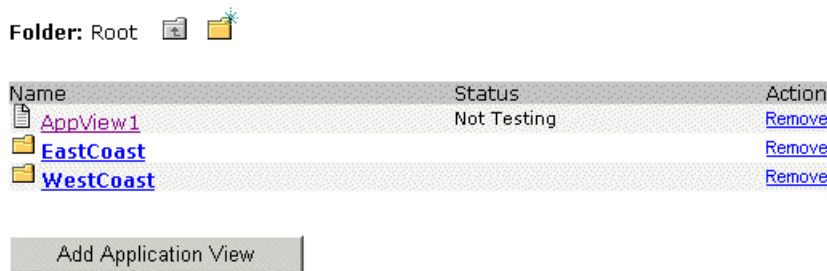 Folder: Root
Name Status Action
AppView1 Not Testing Remove
EastCoast Remove
WestCoast Remove
Add Application View